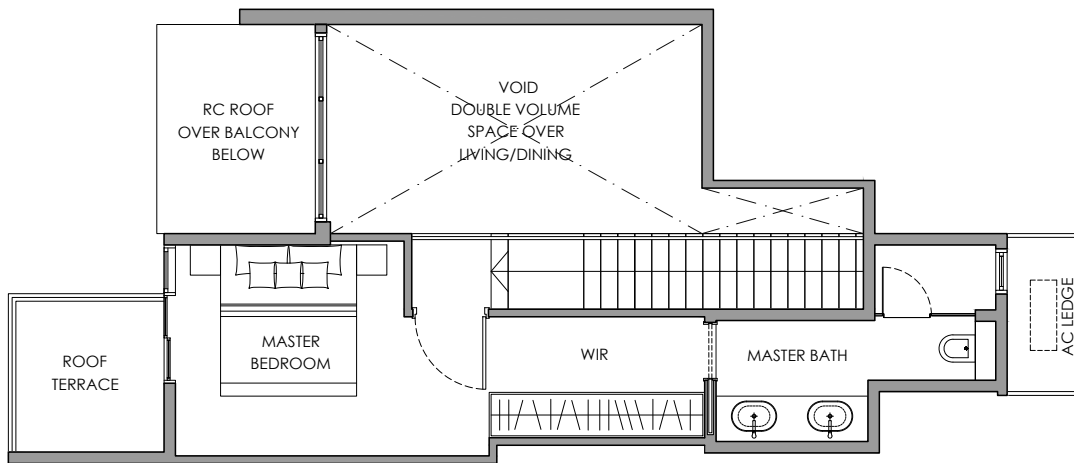 RC ROOF
OVER BALCONY
BELOW
VOID
DOUBLE VOLUME
SPACE OVER
LIVING/DINING
ROOF
TERRACE
MASTER
BEDROOM
WIR
MASTER BATH
AC LEDGE